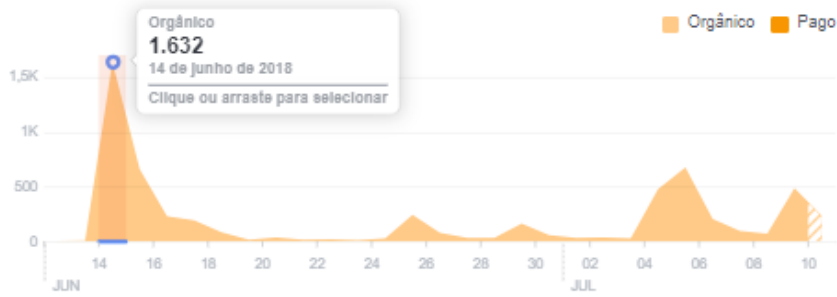 Orgânico
1.632
14 de junho de 2018
Clique ou arraste para selecionar
Orgânico Pago
1,5K
1K
500
0
14 16 18 20 22 24 26 28 30 02 04 06 08 10
JUN JUL